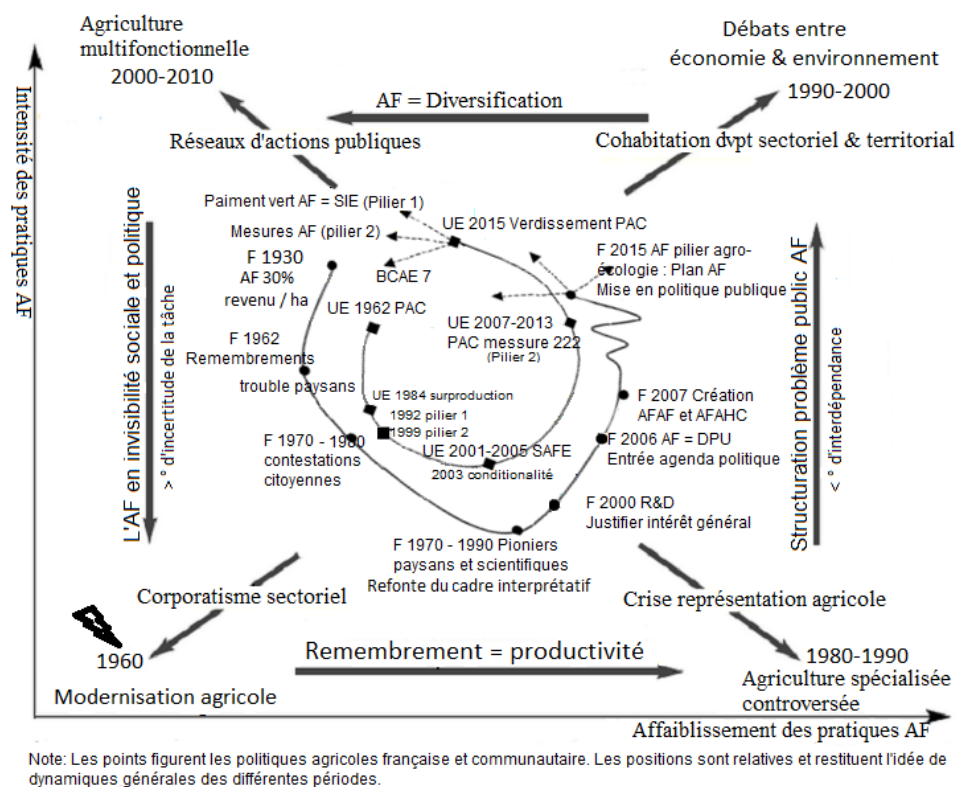 Agriculture
multifonctionnelle
2000-2010
Débats entre
économie & environnement
1990-2000
AF = Diversification
Réseaux d'actions publiques
Cohabitation dvpt sectoriel & territorial
Intensité des pratiques AF
L'AF en invisibilité sociale et politique
> ° d'incertitude de la tâche
Paiment vert AF = SIE (Pilier 1)
UE 2015 Verdissement PAC
Mesures AF (pilier 2)
BCAE 7
F 1930
AF 30%
revenu / ha
F 2015 AF pilier agro-
écologie : Plan AF
Mise en politique publique
UE 1962 PAC
UE 2007-2013
PAC messure 222
(Pilier 2)
F 1962
Remembrements
trouble paysans
UE 1984 surproduction
1992 pilier 1
1999 pilier 2
F 2007 Création
AFAF et AFAHC
F 1970 - 1980
contestations
citoyennes
UE 2001-2005 SAFE
2003 conditionalité
F 2006 AF = DPU
Entrée agenda politique
F 2000 R&D
Justifier intérêt général
F 1970 - 1990 Pioniers
paysans et scientifiques
Refonte du cadre interprétatif
Structuration problème public AF
< ° d'interdépendance
Corporatisme sectoriel
Crise représentation agricole
1960
Modernisation agricole
Remembrement = productivité
1980-1990
Agriculture spécialisée
controversée
Affaiblissement des pratiques AF
Note: Les points figurent les politiques agricoles française et communautaire. Les positions sont relatives et restituent l'idée de
dynamiques générales des différentes périodes.